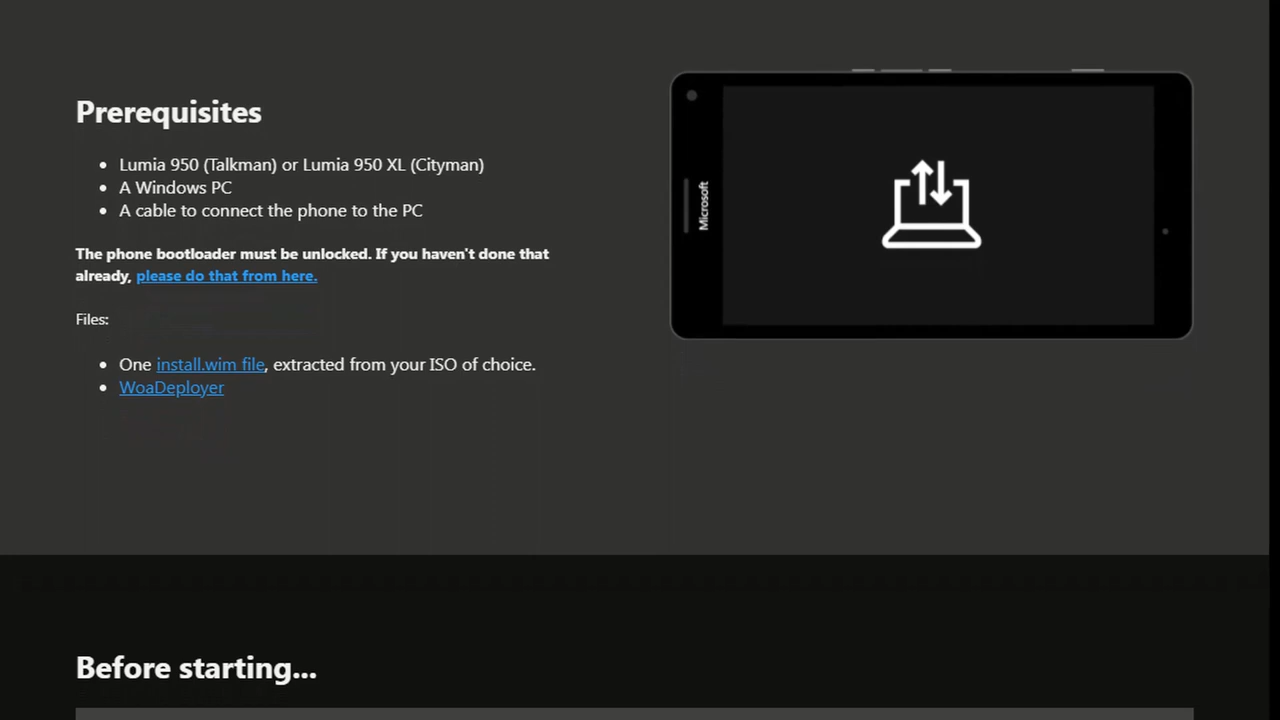 Prerequisites
Lumia 950 (Talkman) or Lumia 950 XL (Cityman)
A Windows PC
A cable to connect the phone to the PC
The phone bootloader must be unlocked. If you haven't done that
already, please do that from here.
Files:
One install.wim file, extracted from your ISO of choice.
WoaDeployer
Microsoft
Before starting...